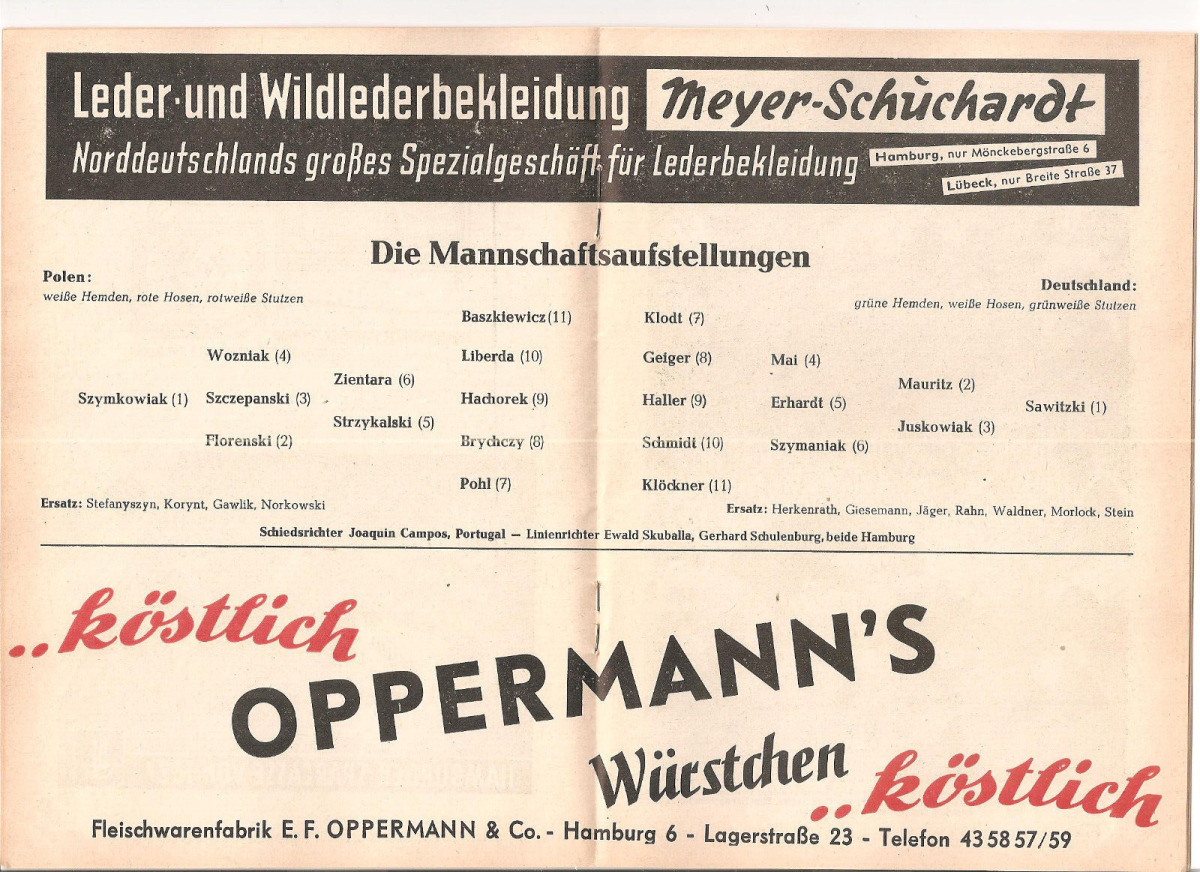 Leder- und Wildlederbekleidung Meyer-Schuchardt
Norddeutschlands großes Spezialgeschäft für Lederbekleidung
Hamburg, nur Mönckebergstraße 6
Lübeck, nur Breite Straße 37
Die Mannschaftsaufstellungen
Polen:
weiße Hemden, rote Hosen, rotweiße Stutzen
Deutschland:
grüne Hemden, weiße Hosen, grünweiße Stutzen
Baszkiewicz (11)
Wozniak (4) Liberda (10)
Zientara (6)
Szymkowiak (1) Szczepanski (3) Hachorek (9)
Strzykalski (5)
Florenski (2) Brychczy (8)
Pohl (7)
Klodt (7)
Geiger (8) Mai (4)
Mauritz (2)
Haller (9) Erhardt (5) Sawitzki (1)
Juskowiak (3)
Schmidt (10) Szymaniak (6)
Klöckner (11)
Ersatz: Stefanyszyn, Korynt, Gawlik, Norkowski
Ersatz: Herkenrath, Giesemann, Jäger, Rahn, Waldner, Morlock, Stein
Schiedsrichter Joaquin Campos, Portugal — Linienrichter Ewald Skuballa, Gerhard Schulenburg, beide Hamburg
..köstlich
OPPERMANN'S
Würstchen
..köstlich
Fleischwarenfabrik E. F. OPPERMANN & Co. - Hamburg 6 - Lagerstraße 23 - Telefon 43 58 57/59